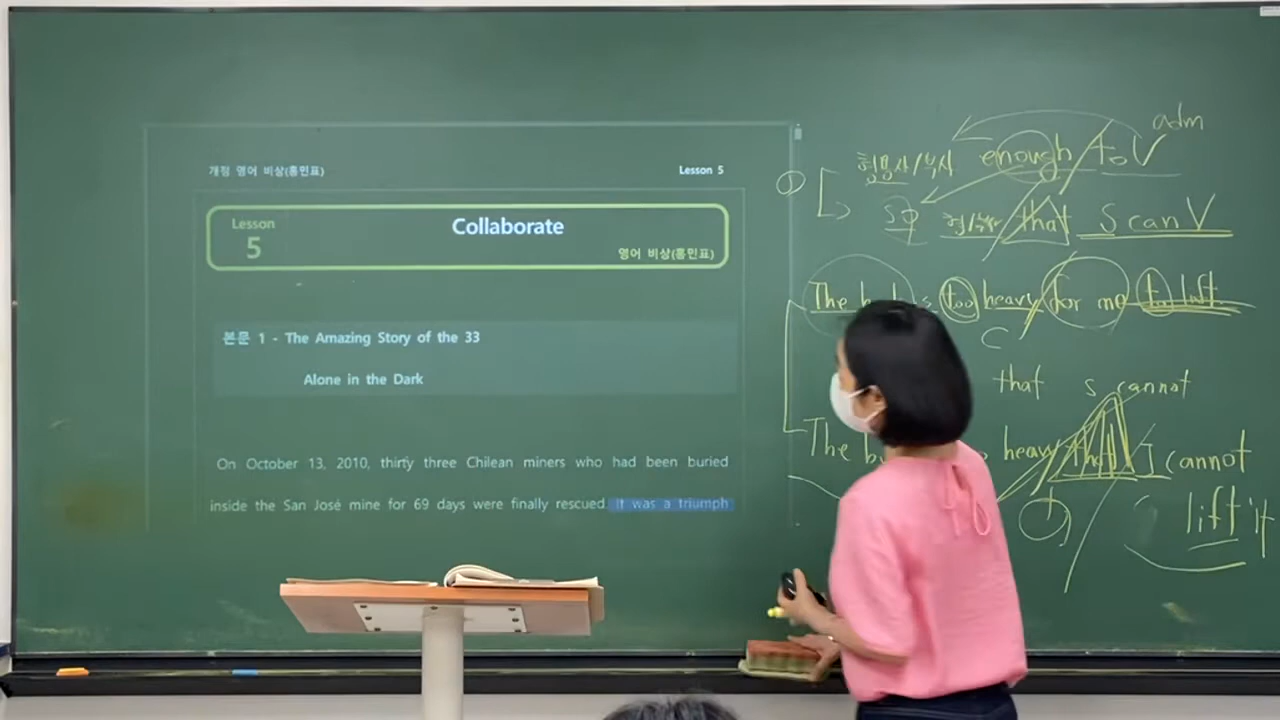 개정 영어 비상(홍민표)
Lesson 5
Lesson
5
Collaborate
영어 비상(홍민표)
본문 1 - The Amazing Story of the 33
Alone in the Dark
On October 13, 2010, thirty three Chilean miners who had been buried
inside the San José mine for 69 days were finally rescued. It was a triumph
adm
형용사/부사 enough to V
so 형/부 that S can V
The is too heavy for me to lift.
C
that S cannot
The heavy that I cannot
lift it